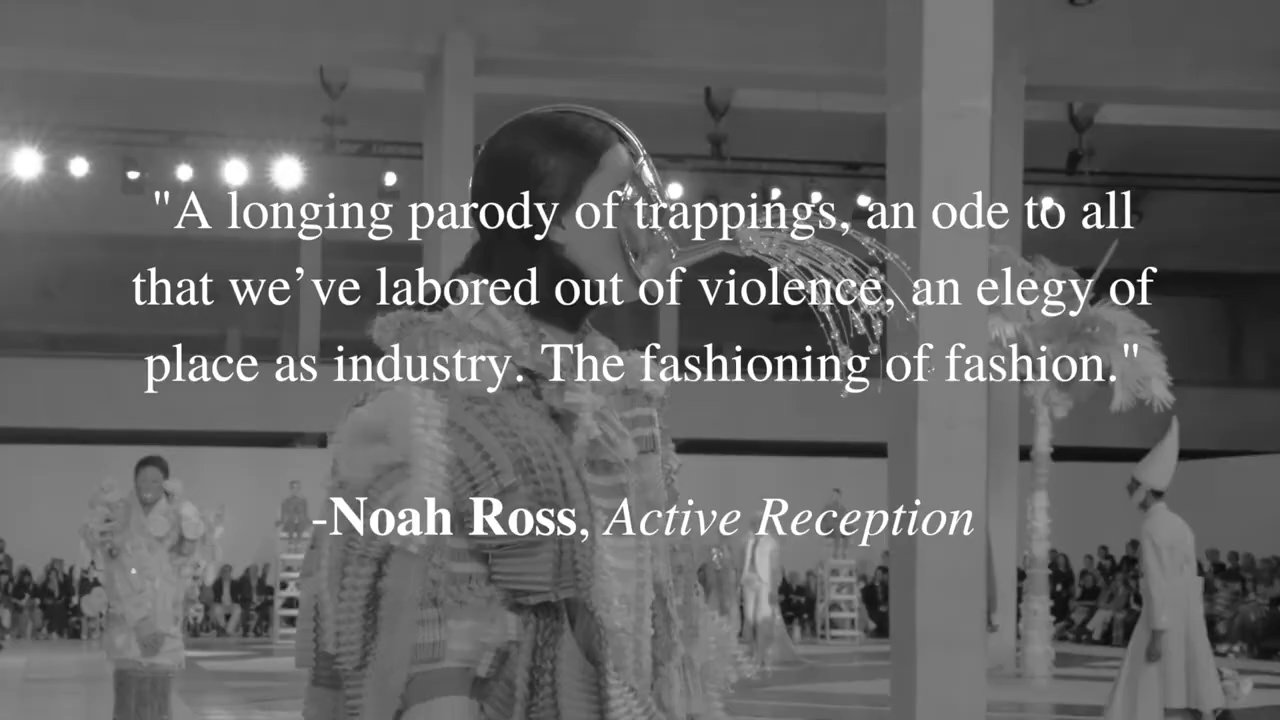 "A longing parody of trappings, an ode to all
that we’ve labored out of violence, an elegy of
place as industry. The fashioning of fashion."
-Noah Ross, Active Reception